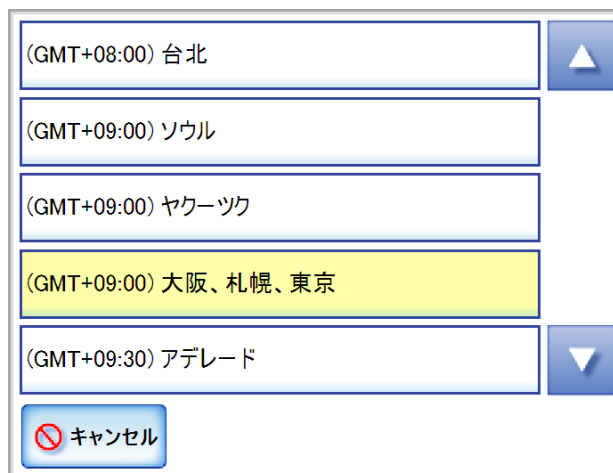 (GMT+08:00) 台北
(GMT+09:00) ソウル
(GMT+09:00) ヤクーツク
(GMT+09:00) 大阪、札幌、東京
(GMT+09:30) アデレード
キャンセル